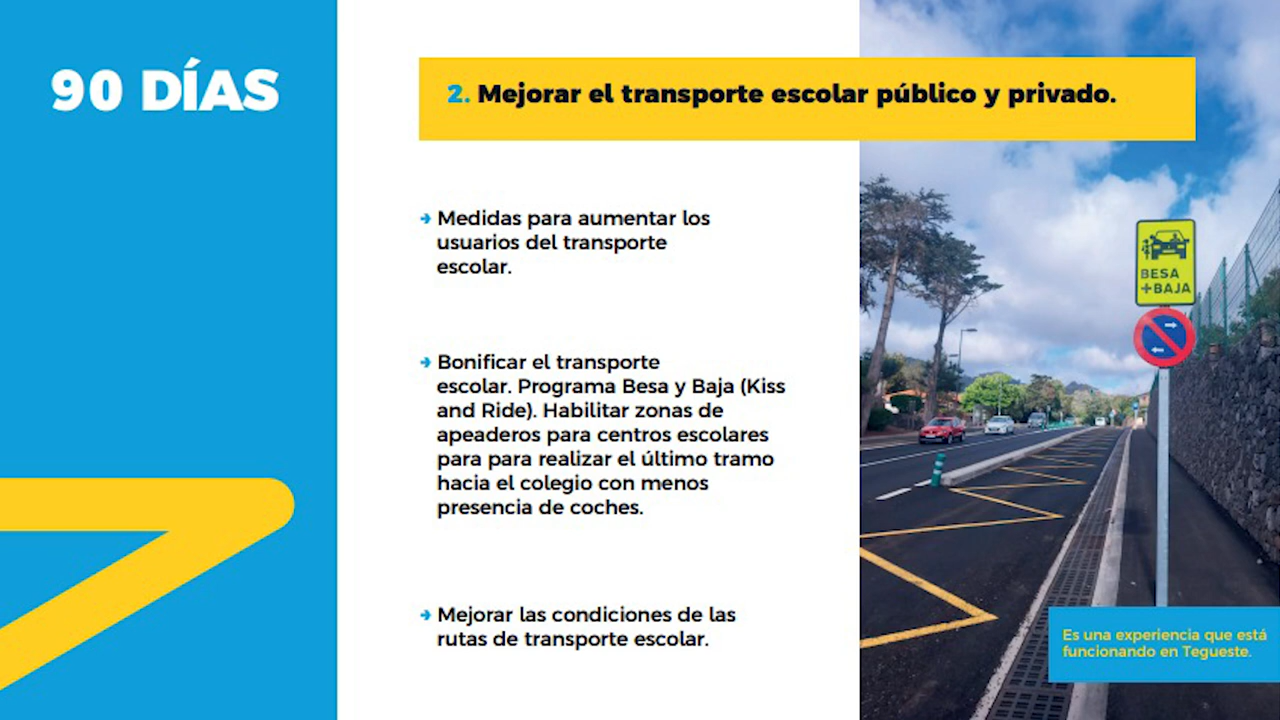 90 DÍAS
2. Mejorar el transporte escolar público y privado.
→ Medidas para aumentar los
usuarios del transporte
escolar.
→ Bonificar el transporte
escolar. Programa Besa y Baja (Kiss
and Ride). Habilitar zonas de
apeaderos para centros escolares
para para realizar el último tramo
hacia el colegio con menos
presencia de coches.
→ Mejorar las condiciones de las
rutas de transporte escolar.
BESA
+BAJA
Es una experiencia que está
funcionando en Tegueste.